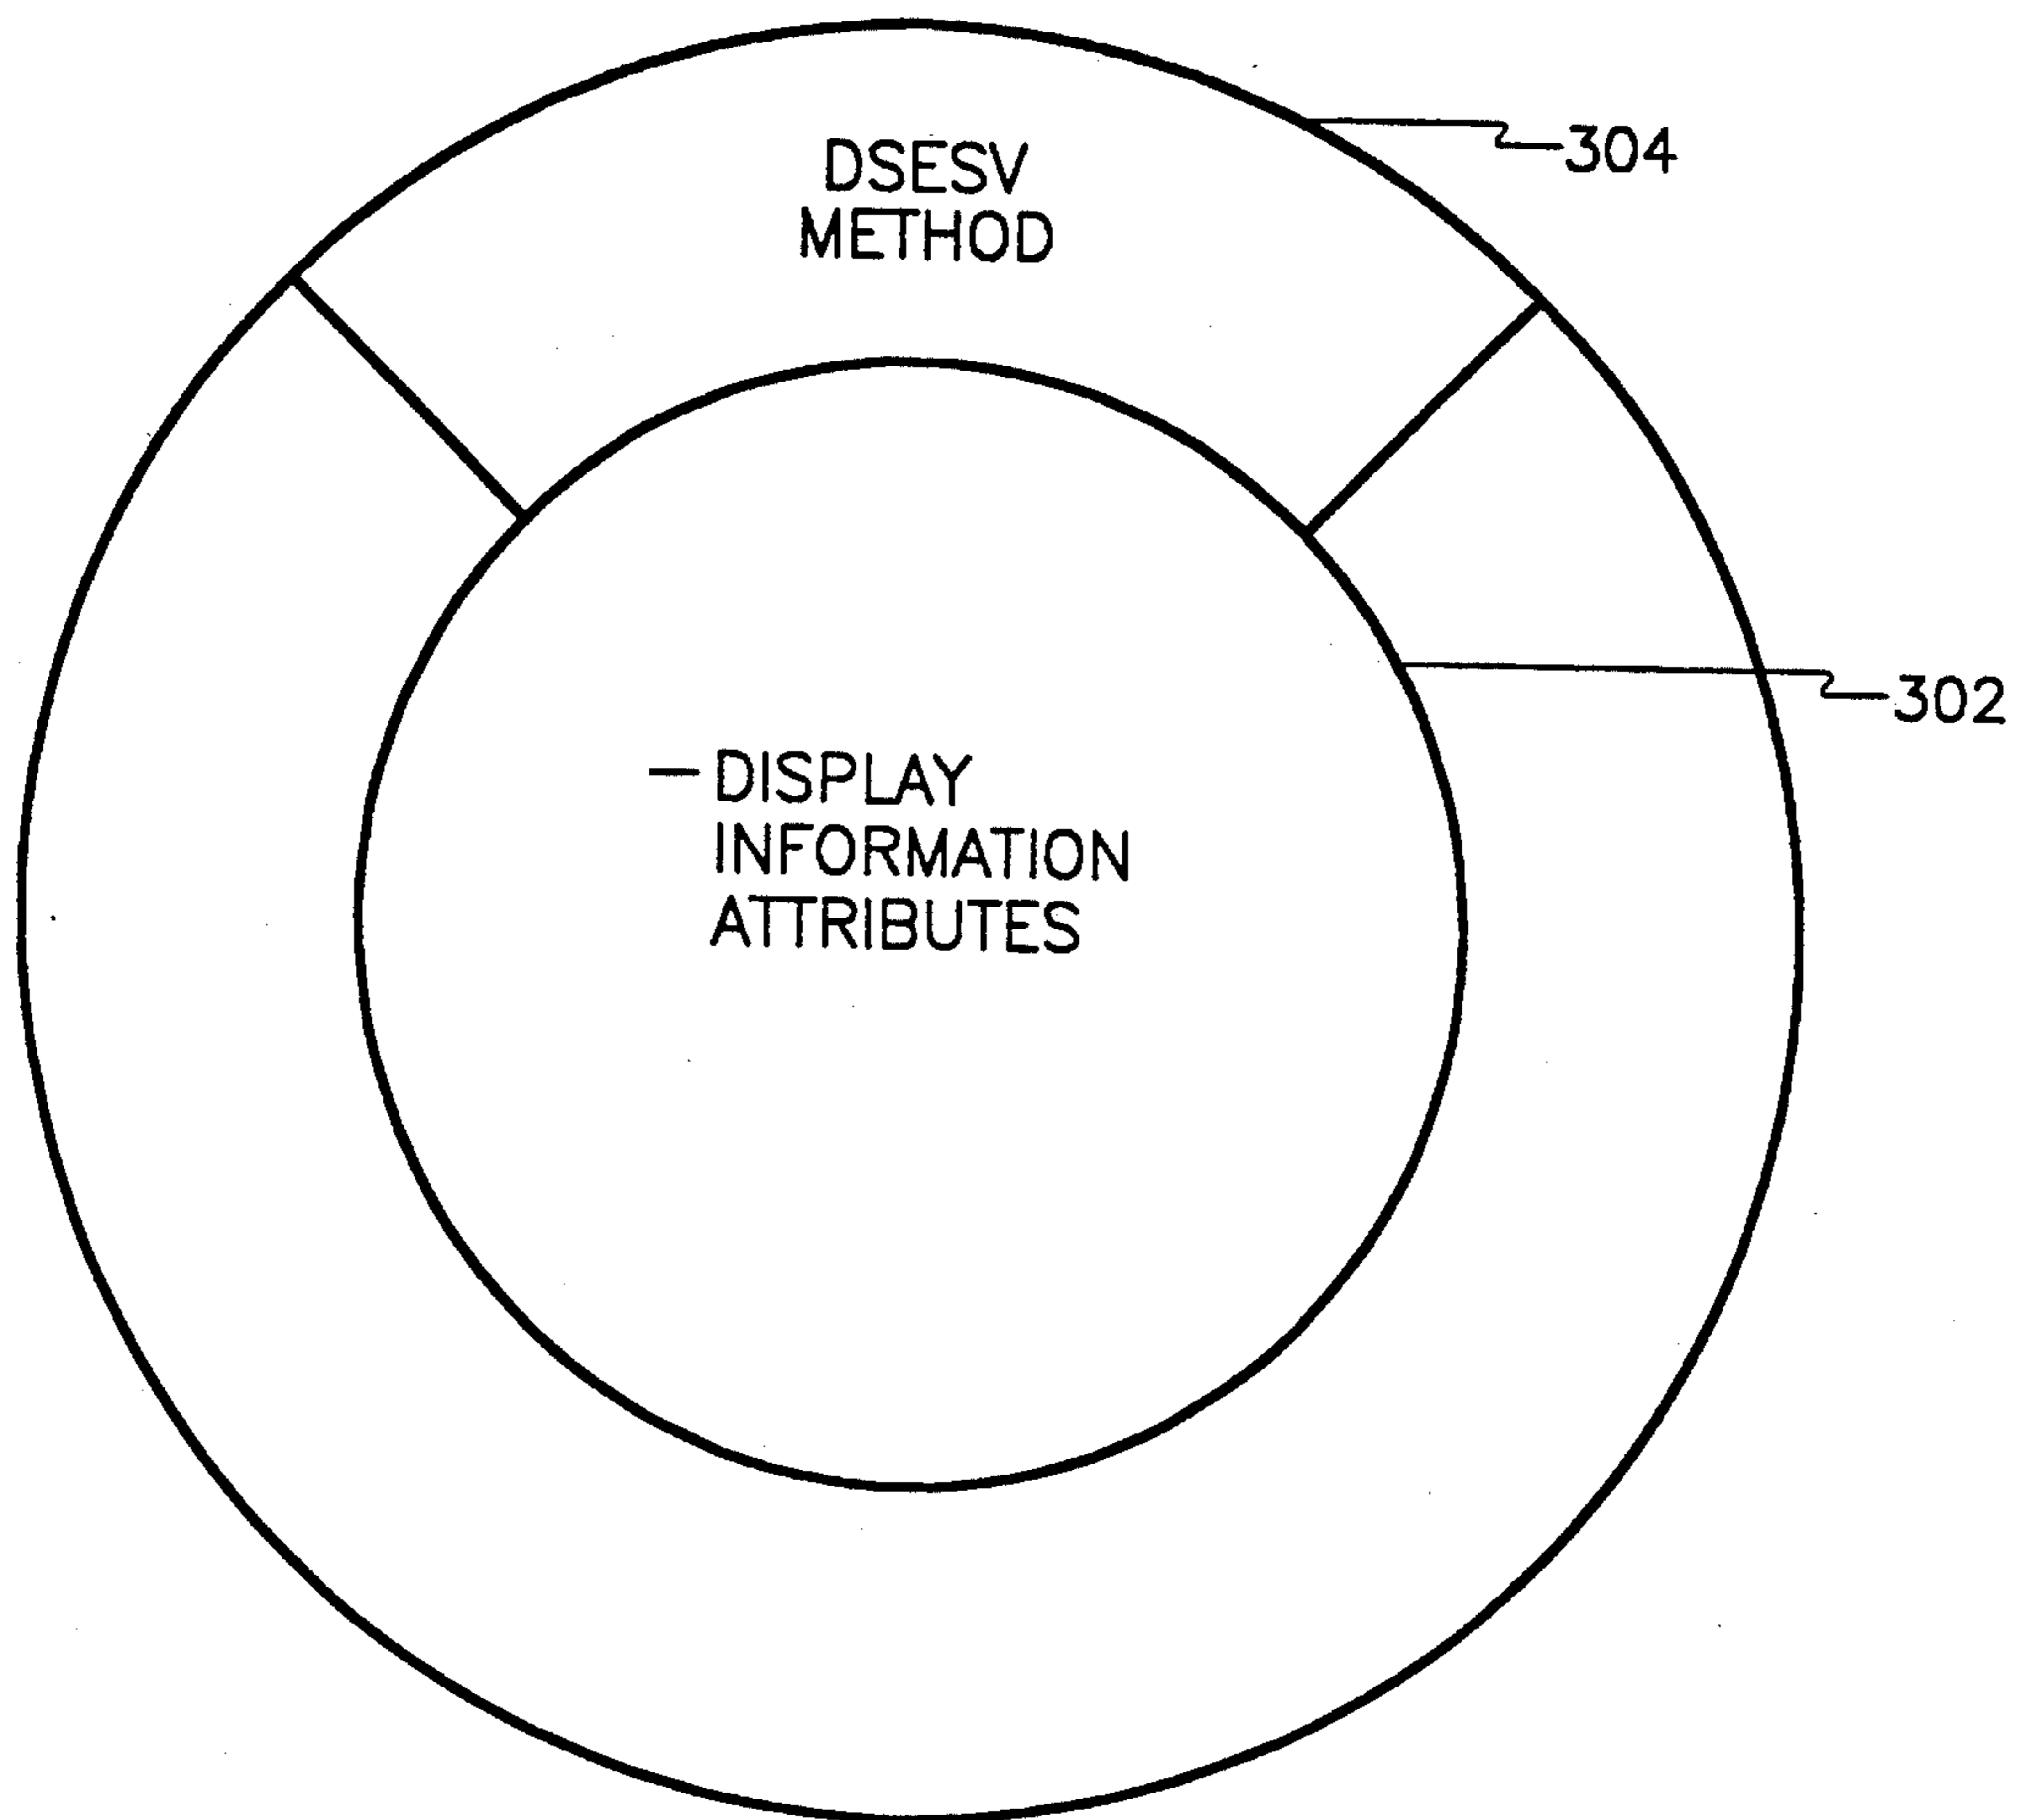 DSESV
METHOD
304
302
—DISPLAY
INFORMATION
ATTRIBUTES